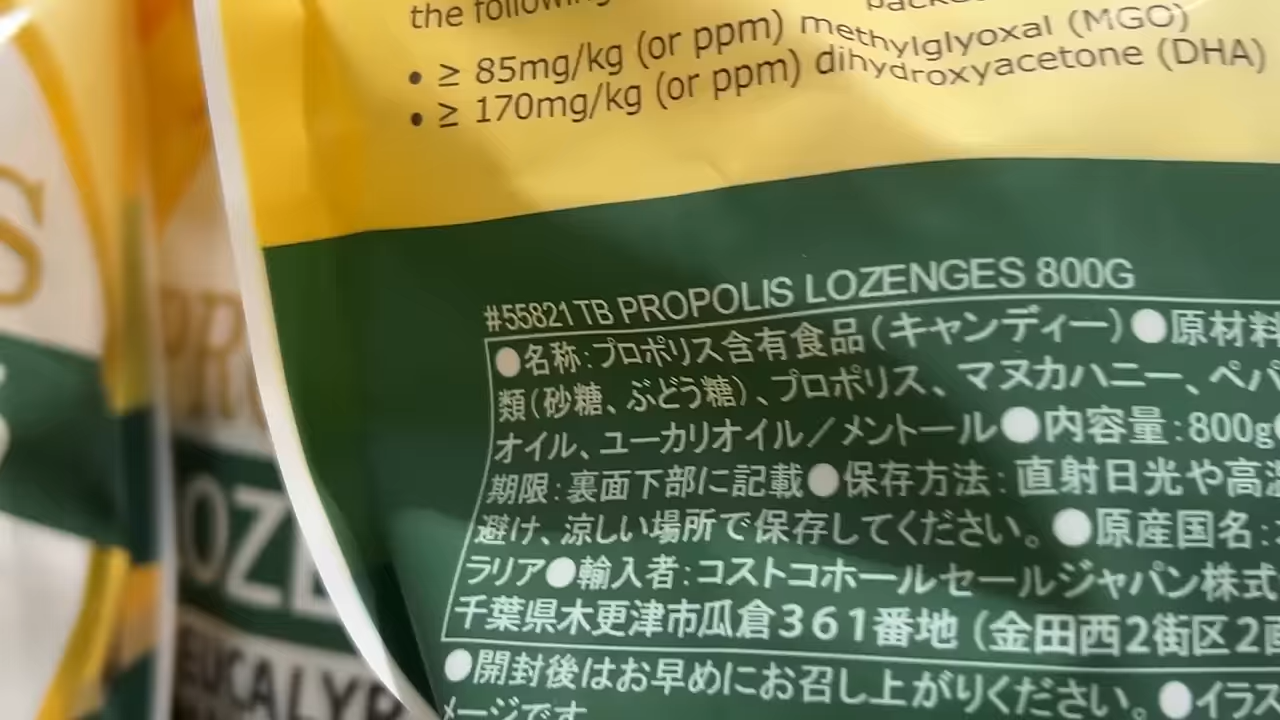 the following
• ≥ 85mg/kg (or ppm) methylglyoxal (MGO)
• ≥ 170mg/kg (or ppm) dihydroxyacetone (DHA)
#55821 TB PROPOLIS LOZENGES 800G
●名称:プロポリス含有食品(キャンディー)●原材料
類(砂糖、ぶどう糖)、プロポリス、マヌカハニー、ペパ
オイル、ユーカリオイル/メントール●内容量:800g
期限:裏面下部に記載●保存方法:直射日光や高温
避け、涼しい場所で保存してください。●原産国名:
ラリア●輸入者:コストコホールセールジャパン株式
千葉県木更津市瓜倉361番地(金田西2街区2画
●開封後はお早めにお召し上がりください。●イラス
メージです
S
OZE
EUCALYP